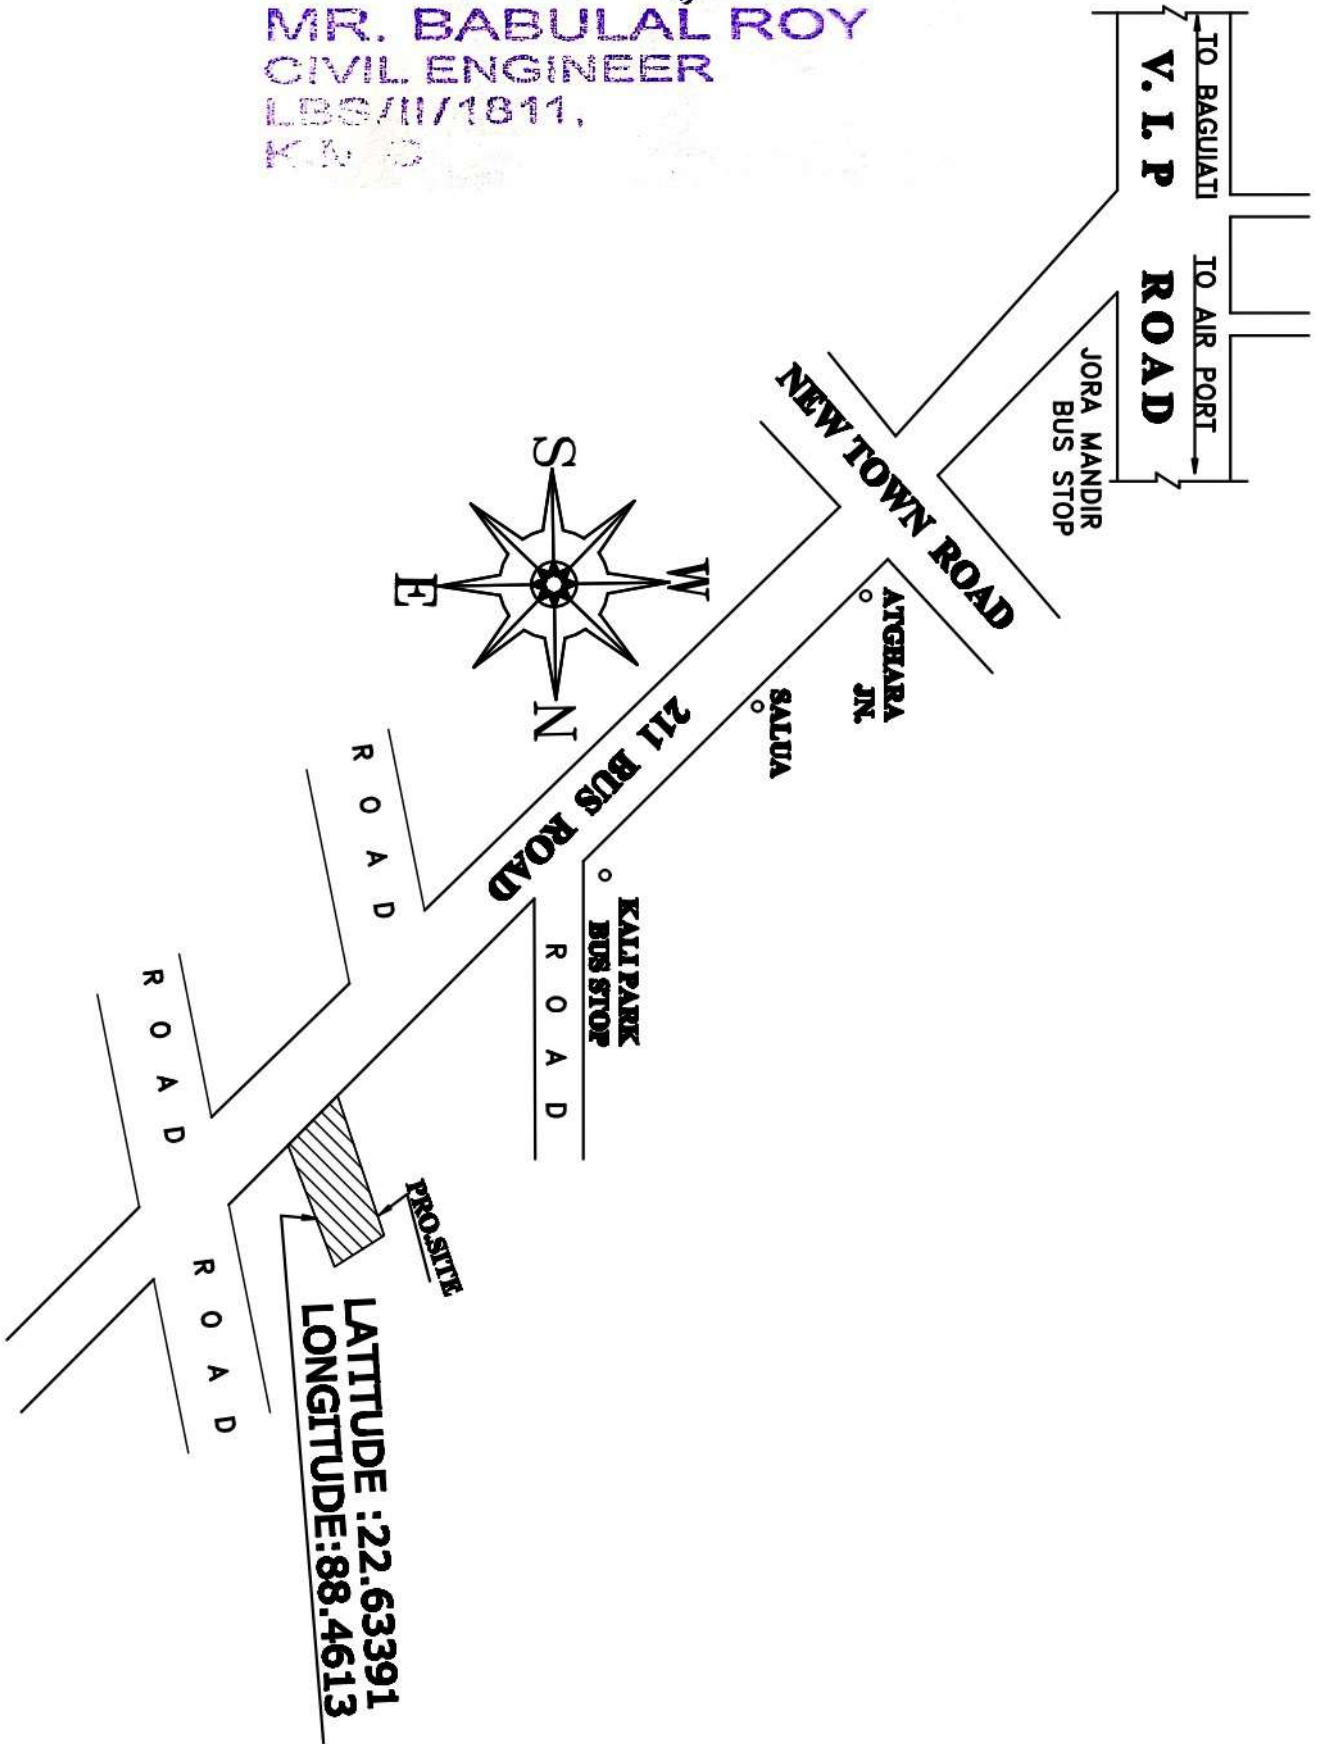 MR. BABULAL ROY
CIVIL ENGINEER
LBS/II/1811,
TO BAGUIATI
TO AIR PORT
V. I. P ROAD
JORA MANDIR
BUS STOP
NEW TOWN ROAD
ATGHARA
JN.
SALUA
211 BUS ROAD
KALI PARK
BUS STOP
ROAD
ROAD
ROAD
ROAD
S
W
E
N
PRO.SITE
LATITUDE :22.63391
LONGITUDE:88.4613